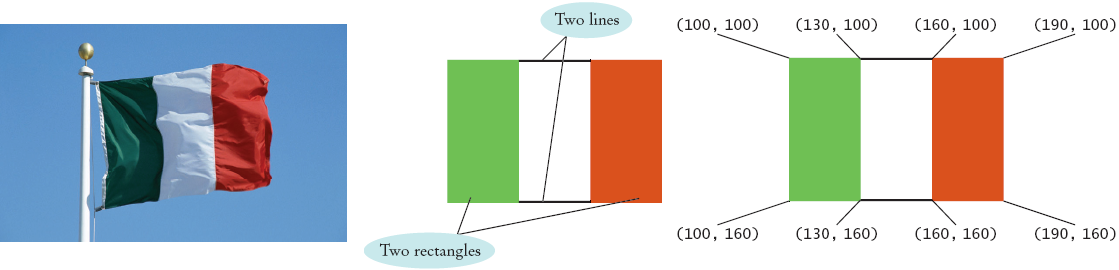 Two lines
Two rectangles
(100, 100) (130, 100) (160, 100) (190, 100)
(100, 160) (130, 160) (160, 160) (190, 160)